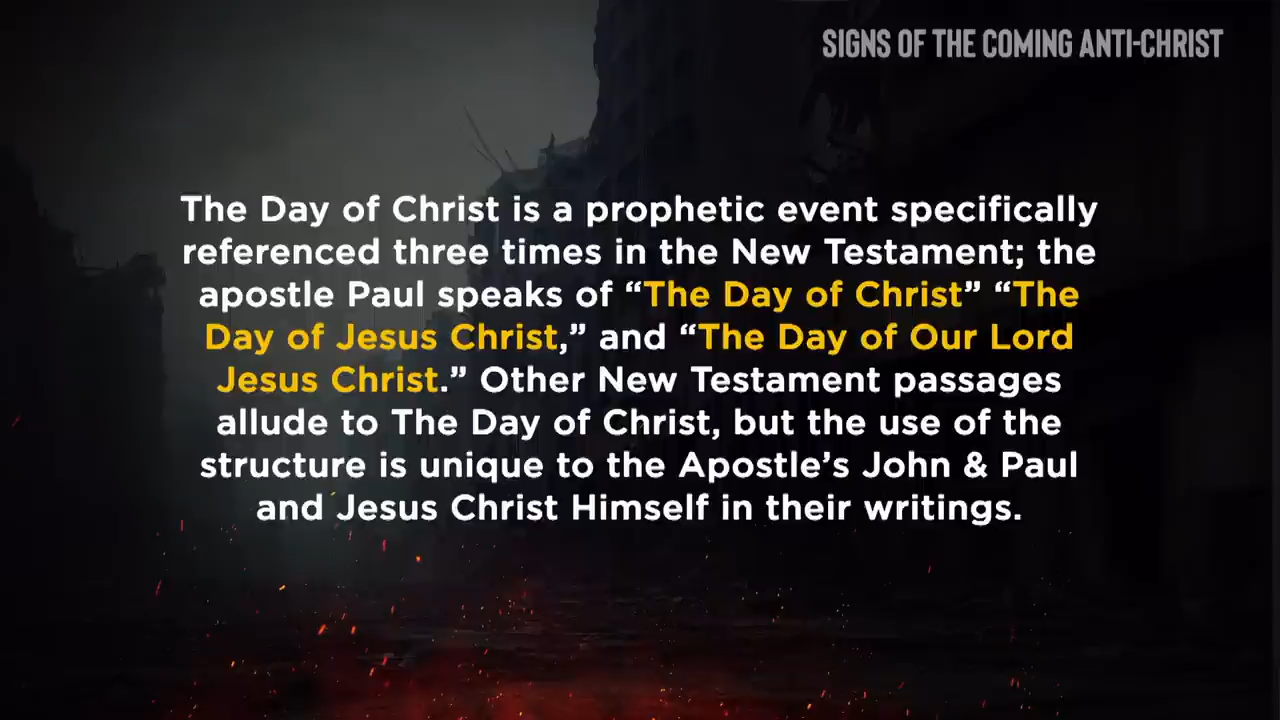 SIGNS OF THE COMING ANTI-CHRIST
The Day of Christ is a prophetic event specifically
referenced three times in the New Testament; the
apostle Paul speaks of “The Day of Christ” “The
Day of Jesus Christ,” and “The Day of Our Lord
Jesus Christ.” Other New Testament passages
allude to The Day of Christ, but the use of the
structure is unique to the Apostle’s John & Paul
and Jesus Christ Himself in their writings.